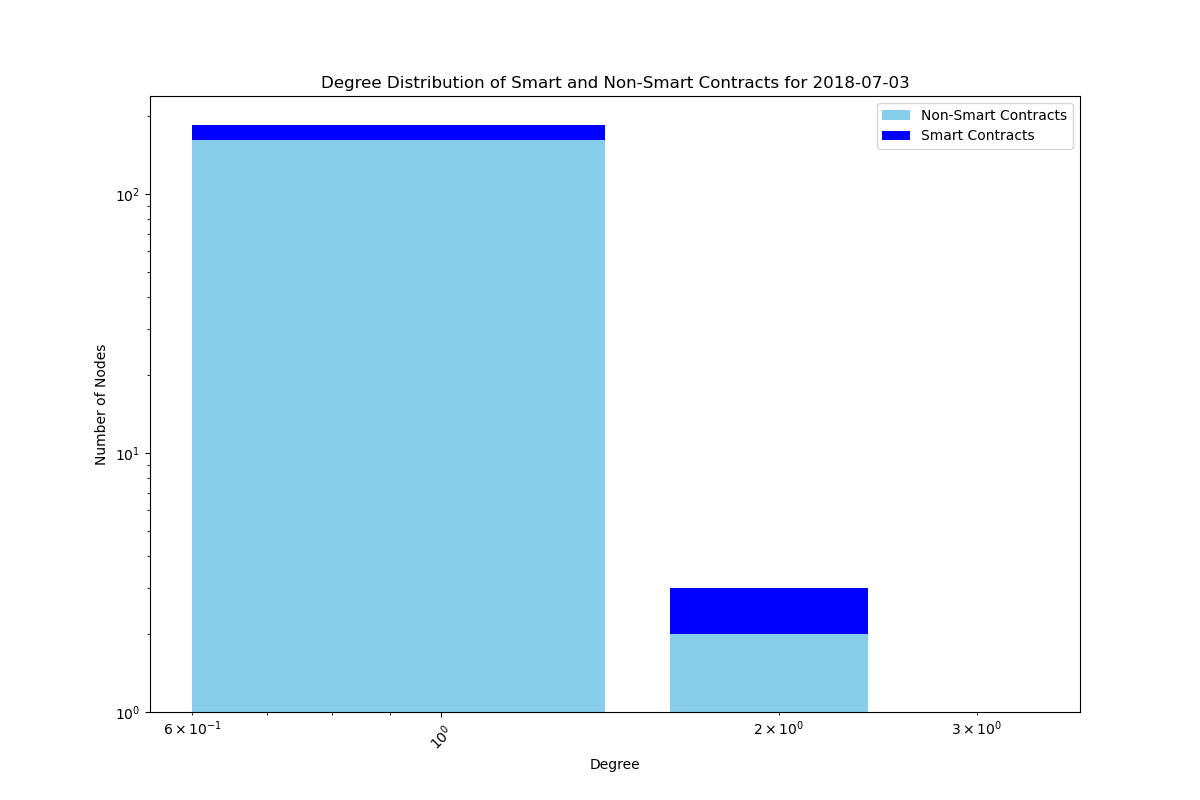 Degree Distribution of Smart and Non-Smart Contracts for 2018-07-03
Non-Smart Contracts
Smart Contracts
Number of Nodes
10²
10¹
10⁰
6 × 10⁻¹
10⁰
2 × 10⁰
3 × 10⁰
Degree